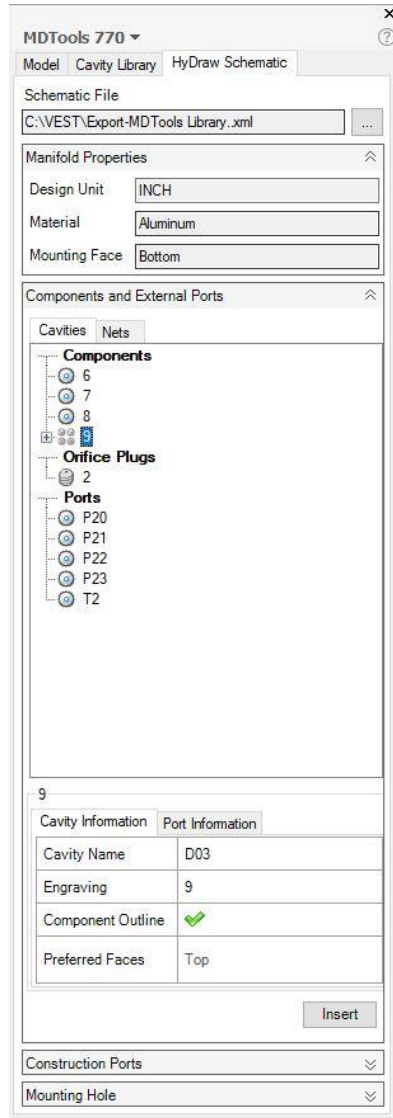 MDTools 770
Model Cavity Library HyDraw Schematic
Schematic File
C:\VEST\Export-MDTools Library..xml ...
Manifold Properties
Design Unit INCH
Material Aluminum
Mounting Face Bottom
Components and External Ports
Cavities Nets
Components
6
7
8
9
Orifice Plugs
2
Ports
P20
P21
P22
P23
T2
9
Cavity Information Port Information
Cavity Name D03
Engraving 9
Component Outline
Preferred Faces Top
Insert
Construction Ports
Mounting Hole